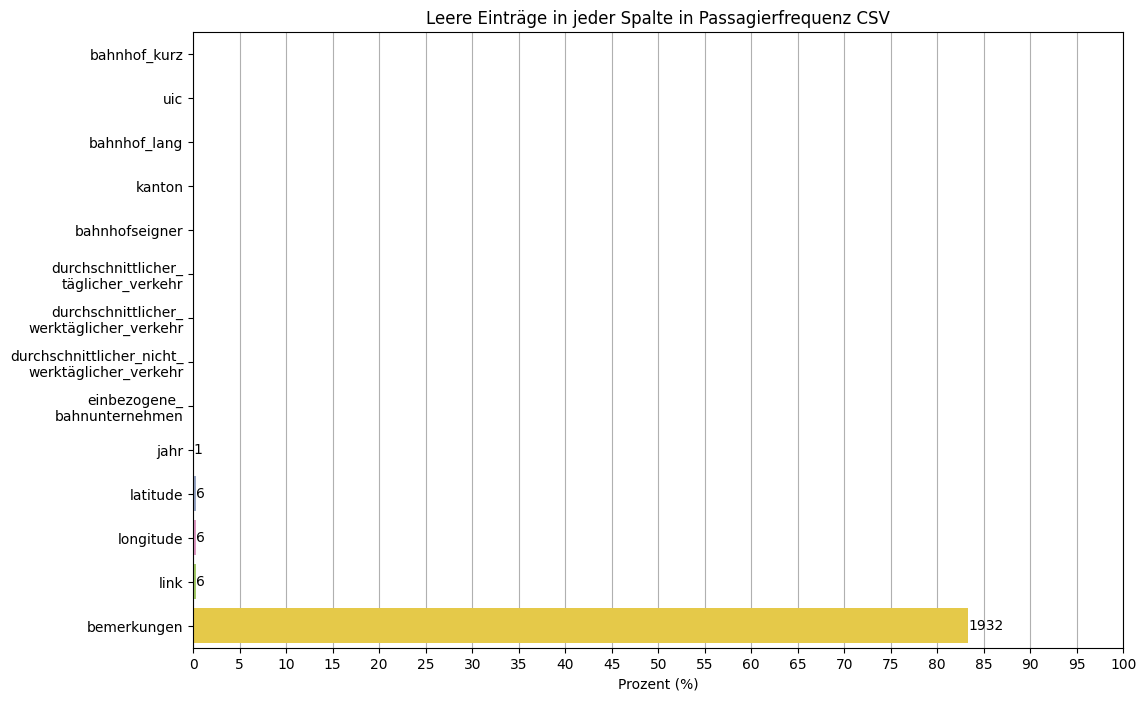 Leere Einträge in jeder Spalte in Passagierfrequenz CSV
bahnhof_kurz
uic
bahnhof_lang
kanton
bahnhofseigner
durchschnittlicher_
täglicher_verkehr
durchschnittlicher_
werktäglicher_verkehr
durchschnittlicher_nicht_
werktäglicher_verkehr
einbezogene_
bahnunternehmen
jahr 1
latitude 6
longitude 6
link 6
bemerkungen 1932
0 5 10 15 20 25 30 35 40 45 50 55 60 65 70 75 80 85 90 95 100
Prozent (%)